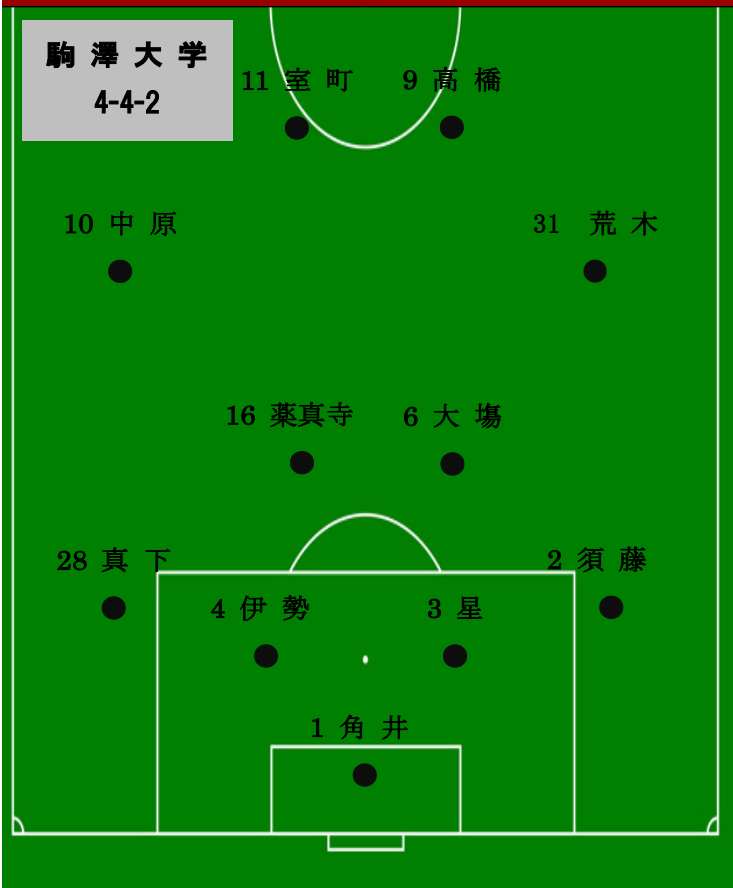 駒澤大学
4-4-2
11 室町
9 高橋
10 中原
31 荒木
16 薬真寺
6 大塲
28 真下
2 須藤
4 伊勢
3 星
1 角井